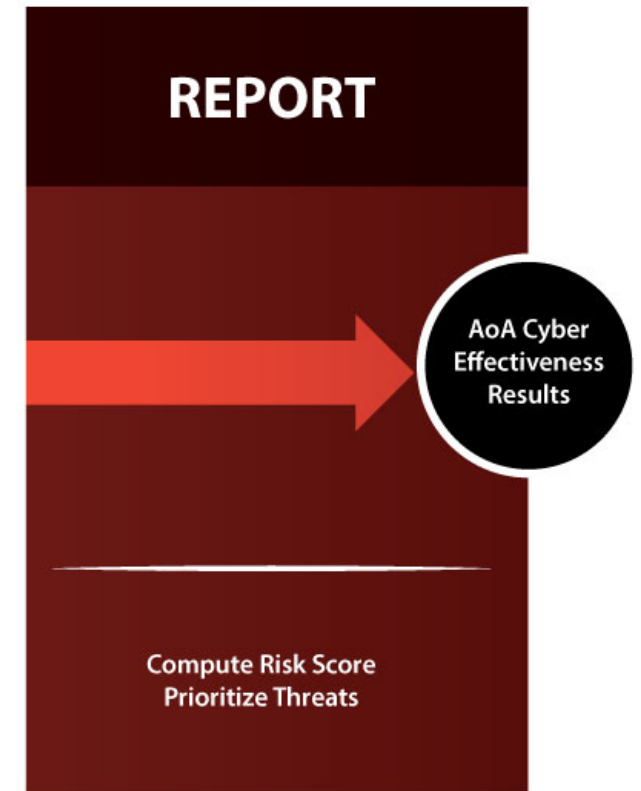 REPORT
AoA Cyber
Effectiveness
Results
Compute Risk Score
Prioritize Threats